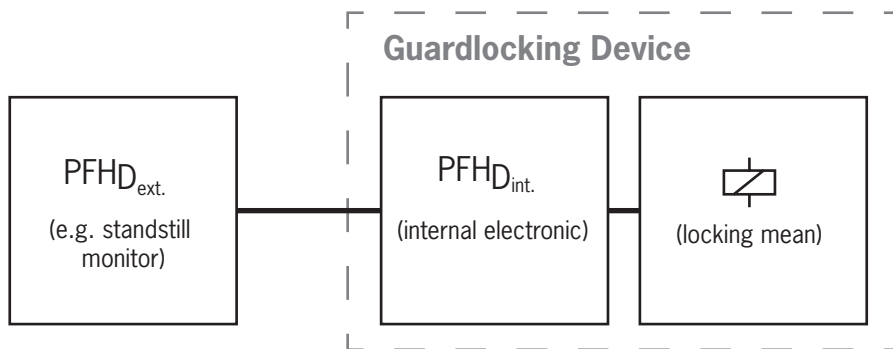 Guardlocking Device
PFHDext.
(e.g. standstill
monitor)
PFHDint.
(internal electronic)
(locking mean)